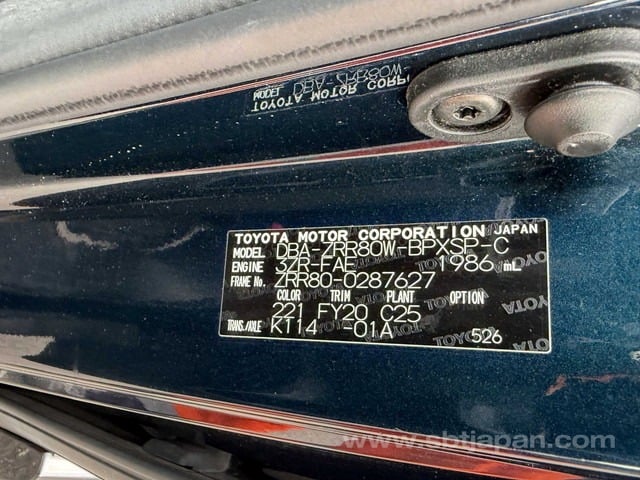 MODEL DBA-ZRR80W
TOYOTA MOTOR CORP
TOYOTA MOTOR CORPORATION JAPAN
MODEL DBA-ZRR80W-BPXSP-C
ENGINE 3ZR-FAE 1986 mL
FRAME No. ZRR80-0287627
COLOR TRIM PLANT OPTION
221 FY20 C25
TRANS./AXLE K114 -01A 526
www.sbtjapan.com